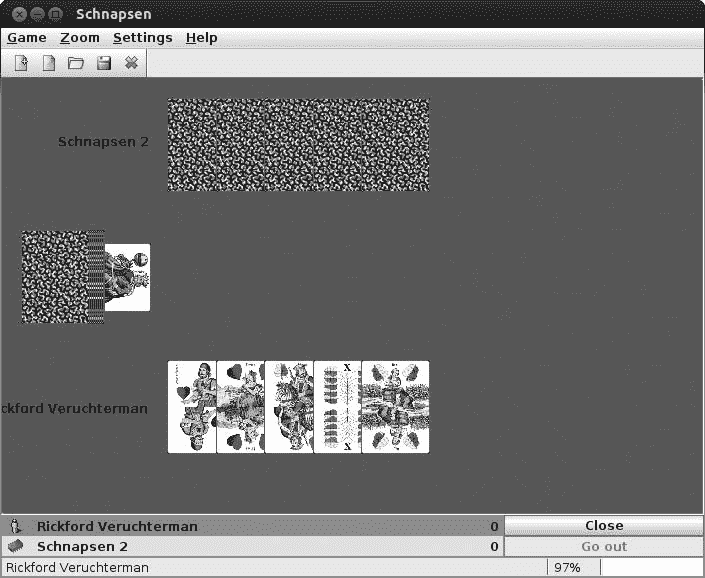 Schnapsen
Game Zoom Settings Help
Schnapsen 2
ckford Veruchterman
X
X
Rickford Veruchterman 0 Close
Schnapsen 2 0 Go out
Rickford Veruchterman 97%